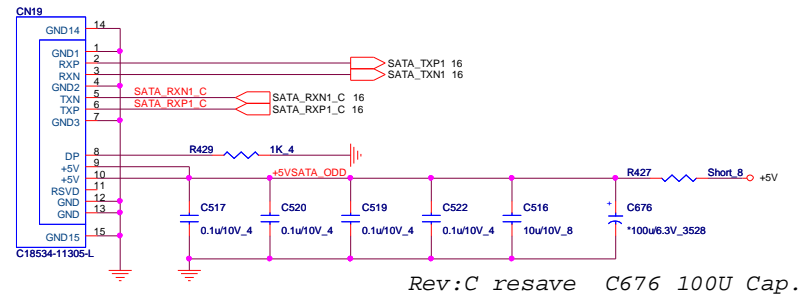 CN19
GND14 14
GND1 1
RXP 2 SATA_TXP1 16
RXN 3 SATA_TXN1 16
GND2 4
TXN 5 SATA_RXN1_C SATA_RXN1_C 16
TXP 6 SATA_RXP1_C SATA_RXP1_C 16
GND3 7
DP 8 R429 1K_4
+5V 9
+5V 10 +5VSATA_ODD R427 Short_8 +5V
RSVD 11
GND 12
GND 13
GND15 15
C18534-11305-L
C517 C520 C519 C522 C516 + C676
0.1u/10V_4 0.1u/10V_4 0.1u/10V_4 0.1u/10V_4 10u/10V_8 *100u/6.3V_3528
Rev:C resave C676 100U Cap.